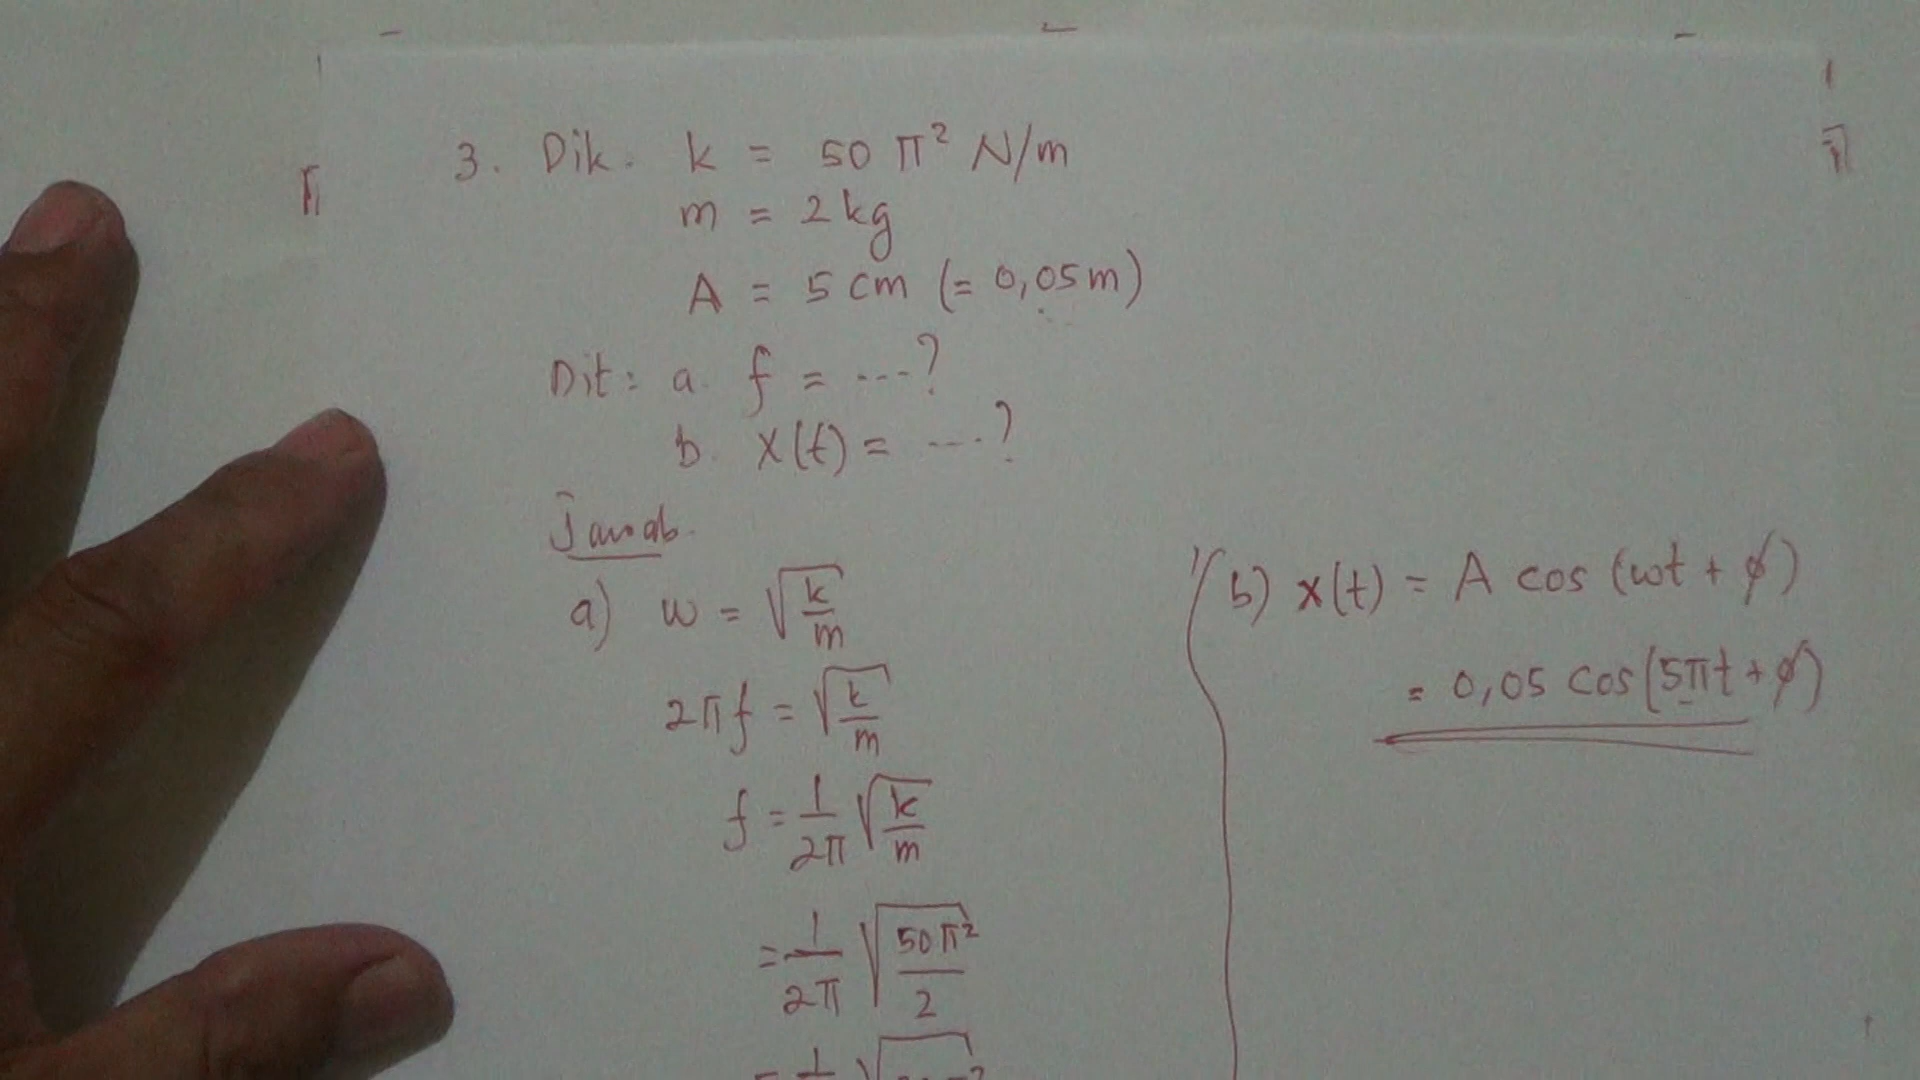 3. Dik. k = 50 π² N/m
m = 2 kg
A = 5 cm (= 0,05 m)
Dit: a. f = ...?
b. x(t) = ....?
Jawab.
a) ω = √(k/m)
2πf = √(k/m)
f = 1/2π √(k/m)
= 1/2π √(50π²/2)
b) x(t) = A cos (ωt + φ)
= 0,05 cos (5πt + φ)